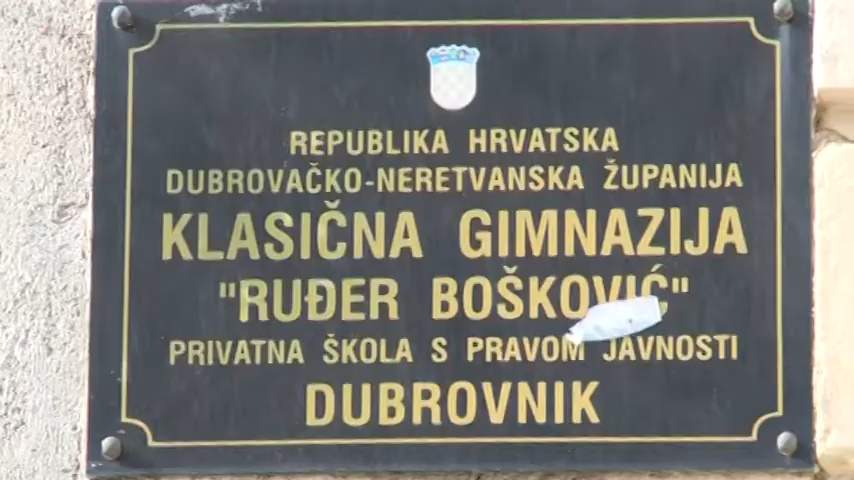 REPUBLIKA HRVATSKA
DUBROVAČKO-NERETVANSKA ŽUPANIJA
KLASIČNA GIMNAZIJA
"RUĐER BOŠKOVIĆ"
PRIVATNA ŠKOLA S PRAVOM JAVNOSTI
DUBROVNIK